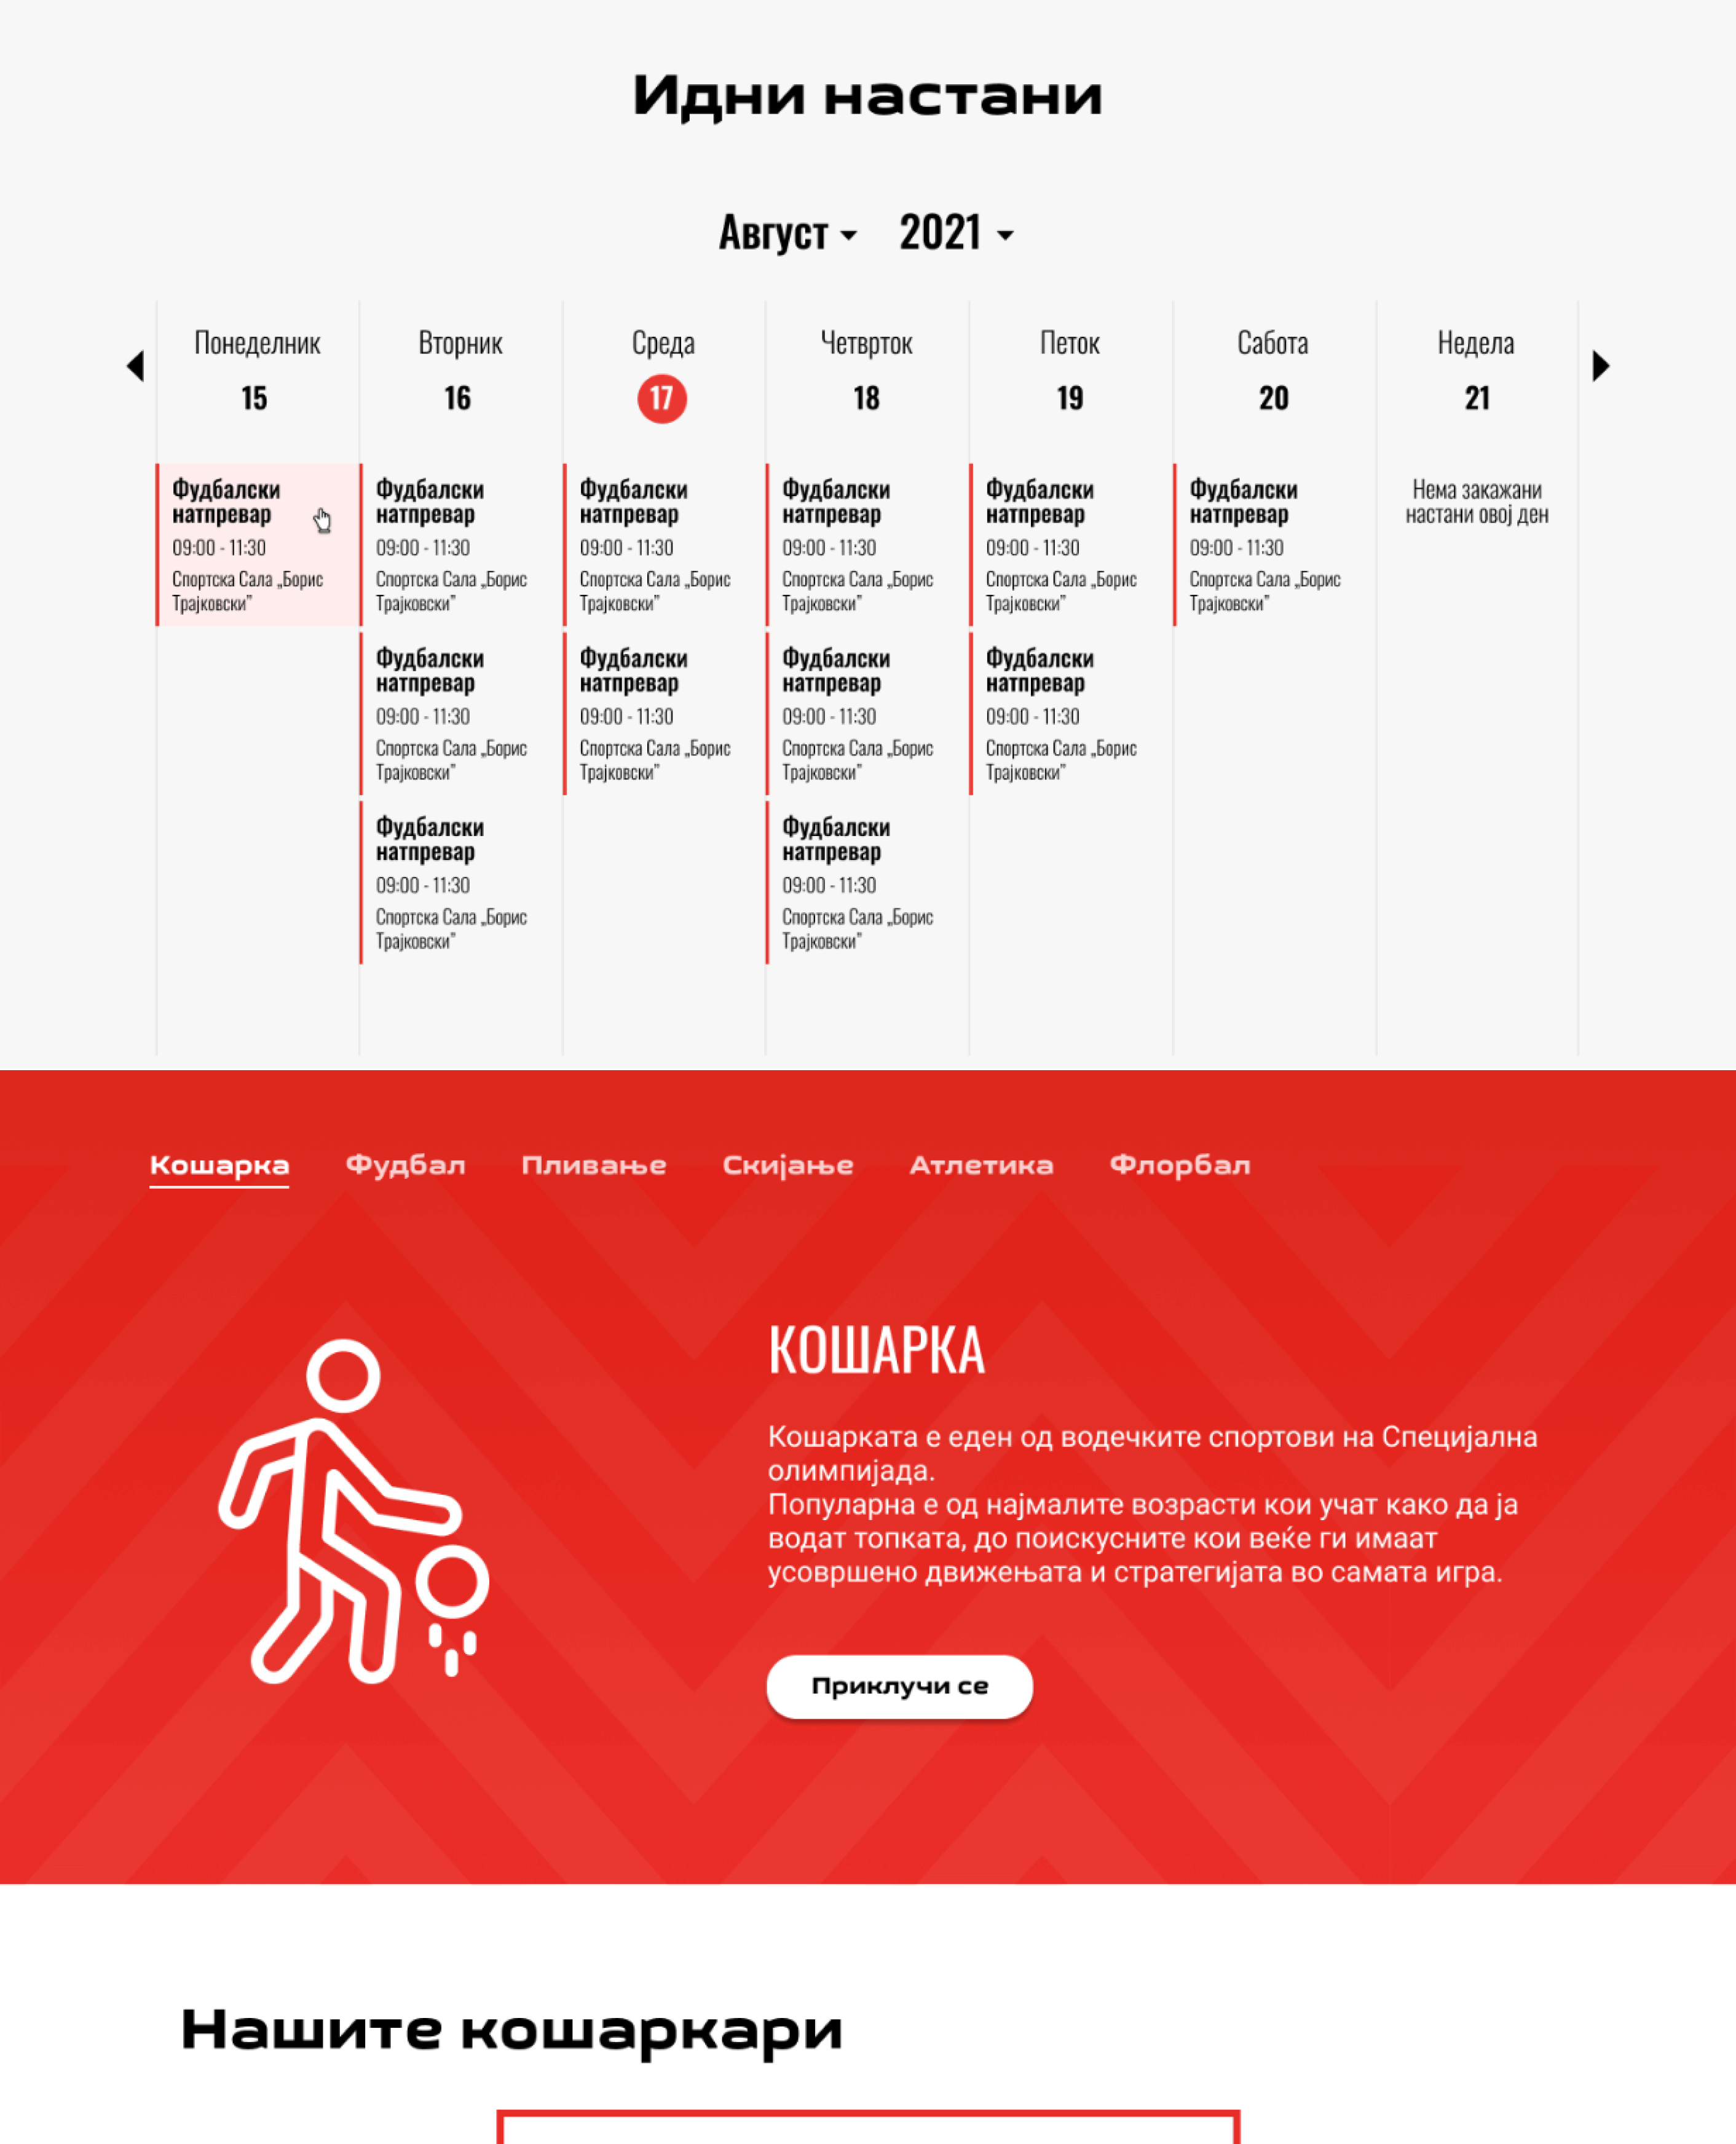 Идни настани
Август 2021
Понеделник Вторник Среда Четврток Петок Сабота Недела
15 16 17 18 19 20 21
Фудбалски
натпревар
09:00 - 11:30
Спортска Сала „Борис
Трајковски”
Фудбалски
натпревар
09:00 - 11:30
Спортска Сала „Борис
Трајковски”
Фудбалски
натпревар
09:00 - 11:30
Спортска Сала „Борис
Трајковски”
Фудбалски
натпревар
09:00 - 11:30
Спортска Сала „Борис
Трајковски”
Фудбалски
натпревар
09:00 - 11:30
Спортска Сала „Борис
Трајковски”
Фудбалски
натпревар
09:00 - 11:30
Спортска Сала „Борис
Трајковски”
Фудбалски
натпревар
09:00 - 11:30
Спортска Сала „Борис
Трајковски”
Фудбалски
натпревар
09:00 - 11:30
Спортска Сала „Борис
Трајковски”
Фудбалски
натпревар
09:00 - 11:30
Спортска Сала „Борис
Трајковски”
Фудбалски
натпревар
09:00 - 11:30
Спортска Сала „Борис
Трајковски”
Фудбалски
натпревар
09:00 - 11:30
Спортска Сала „Борис
Трајковски”
Фудбалски
натпревар
09:00 - 11:30
Спортска Сала „Борис
Трајковски”
Нема закажани
настани овој ден
Кошарка Фудбал Пливање Скијање Атлетика Флорбал
КОШАРКА
Кошарката е еден од водечките спортови на Специјална
олимпијада.
Популарна е од најмалите возрасти кои учат како да ја
водат топката, до поискусните кои веќе ги имаат
усовршено движењата и стратегијата во самата игра.
Приклучи се
Нашите кошаркари